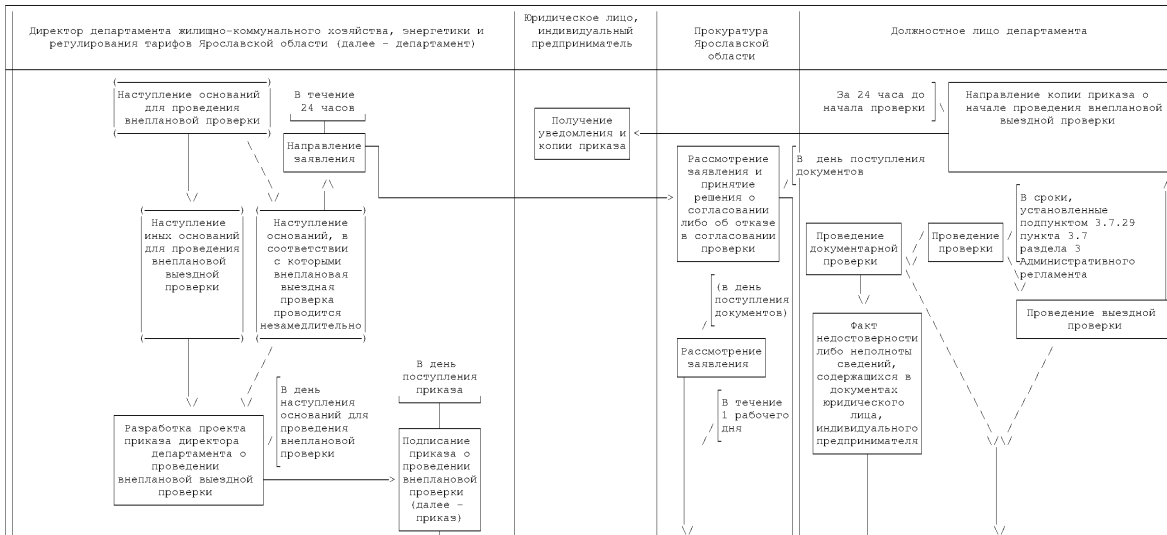 Директор департамента жилищно-коммунального хозяйства, энергетики и
регулирования тарифов Ярославской области (далее - департамент)
Юридическое лицо,
индивидуальный
предприниматель
Прокуратура
Ярославской
области
Должностное лицо департамента
Наступление оснований
для проведения
внеплановой проверки
В течение
24 часов
Направление
заявления
Наступление
иных оснований
для проведения
внеплановой
выездной
проверки
Наступление
оснований, в
соответствии
с которыми
внеплановая
выездная
проверка
проводится
незамедлительно
В день
наступления
оснований для
проведения
внеплановой
проверки
Разработка проекта
приказа директора
департамента о
проведении
внеплановой выездной
проверки
В день
поступления
приказа
Подписание
приказа о
проведении
внеплановой
проверки
(далее -
приказ)
Получение
уведомления и
копии приказа
Рассмотрение
заявления и
принятие
решения о
согласовании
либо об отказе
в согласовании
проверки
В день поступления
документов
(в день
поступления
документов)
Рассмотрение
заявления
В течение
1 рабочего
дня
За 24 часа до
начала проверки
Направление копии приказа о
начале проведения внеплановой
выездной проверки
Проведение
документарной
проверки
Проведение
проверки
В сроки,
установленные
подпунктом 3.7.29
пункта 3.7
раздела 3
Административного
регламента
Проведение выездной
проверки
Факт
недостоверности
либо неполноты
сведений,
содержащихся в
документах
юридического
лица,
индивидуального
предпринимателя